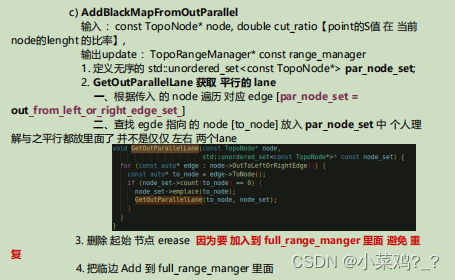 c) AddBlackMapFromOutParallel
输入 ：const TopoNode* node, double cut_ratio【point的S值 在 当前
node的lenght 的比率】,
输出update ：TopoRangeManager* const range_manager
1. 定义无序的 std::unordered_set<const TopoNode*> par_node_set;
2. GetOutParallelLane 获取 平行的 lane
一、根据传入 的 node 遍历 对应 edge [par_node_set =
out_from_left_or_right_edge_set_]
二、查找 egde 指向 的 node [to_node] 放入 par_node_set 中 个人理
解与之平行都放里面了 并不是仅仅 左右 两个lane
void GetOutParallelLane(const TopoNode* node,
std::unordered_set<const TopoNode*>* const node_set) {
for (const auto* edge : node->OutToLeftOrRightEdge()) {
const auto* to_node = edge->ToNode();
if (node_set->count(to_node) == 0) {
node_set->emplace(to_node);
GetOutParallelLane(to_node, node_set);
}
}
}
3. 删除 起始 节点 erease 因为要 加入到 full_range_manger 里面 避免 重
复
4. 把临边 Add 到 full_range_manger 里面
CSDN @小菜鸡?_?